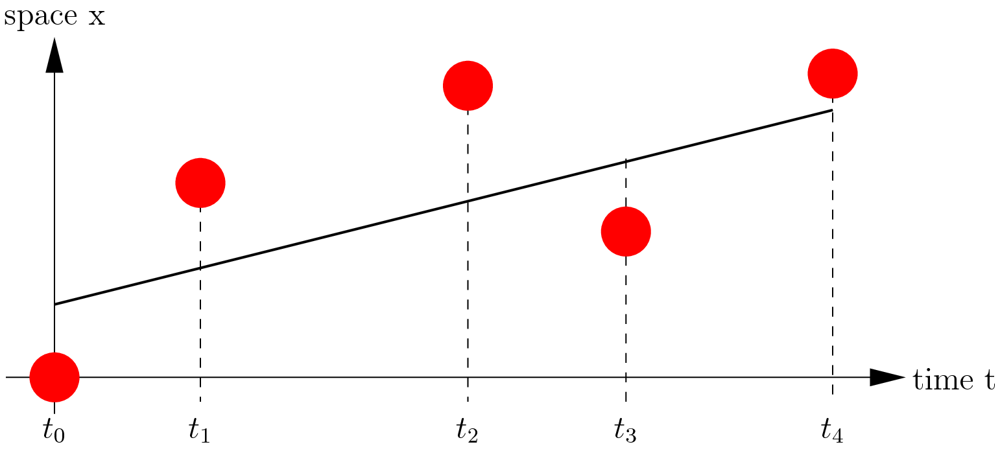 space x
time t
t₀ t₁ t₂ t₃ t₄